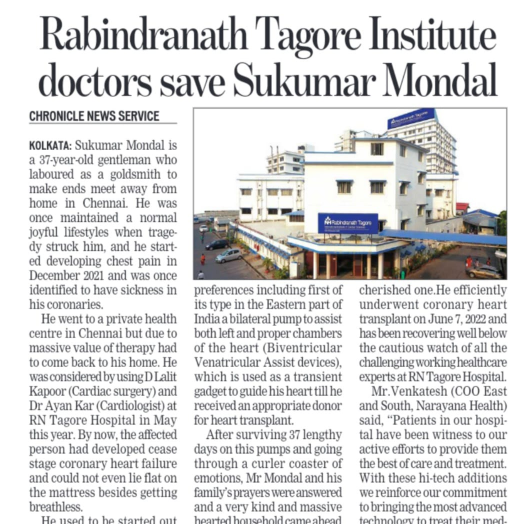 Rabindranath Tagore Institute
doctors save Sukumar Mondal
CHRONICLE NEWS SERVICE
KOLKATA: Sukumar Mondal is
a 37-year-old gentleman who
laboured as a goldsmith to
make ends meet away from
home in Chennai. He was
once maintained a normal
joyful lifestyles when trage-
dy struck him, and he start-
ed developing chest pain in
December 2021 and was once
identified to have sickness in
his coronaries.
He went to a private health
centre in Chennai but due to
massive value of therapy had
to come back to his home. He
was considered by using D Lalit
Kapoor (Cardiac surgery) and
Dr Ayan Kar (Cardiologist) at
RN Tagore Hospital in May
this year. By now, the affected
person had developed cease
stage coronary heart failure
and could not even lie flat on
the mattress besides getting
breathless.
He used to be started out
Rabindranath Tagore
Rabindranath Tagore
preferences including first of
its type in the Eastern part of
India a bilateral pump to assist
both left and proper chambers
of the heart (Biventricular
Venatricular Assist devices),
which is used as a transient
gadget to guide his heart till he
received an appropriate donor
for heart transplant.
After surviving 37 lengthy
days on this pumps and going
through a curler coaster of
emotions, Mr Mondal and his
family's prayers were answered
and a very kind and massive
hearted household came ahead
cherished one.He efficiently
underwent coronary heart
transplant on June 7, 2022 and
has been recovering well below
the cautious watch of all the
challenging working healthcare
experts at RN Tagore Hospital.
Mr.Venkatesh (COO East
and South, Narayana Health)
said, "Patients in our hospi-
tal have been witness to our
active efforts to provide them
the best of care and treatment.
With these hi-tech additions
we reinforce our commitment
to bringing the most advanced
technology to treat their med-